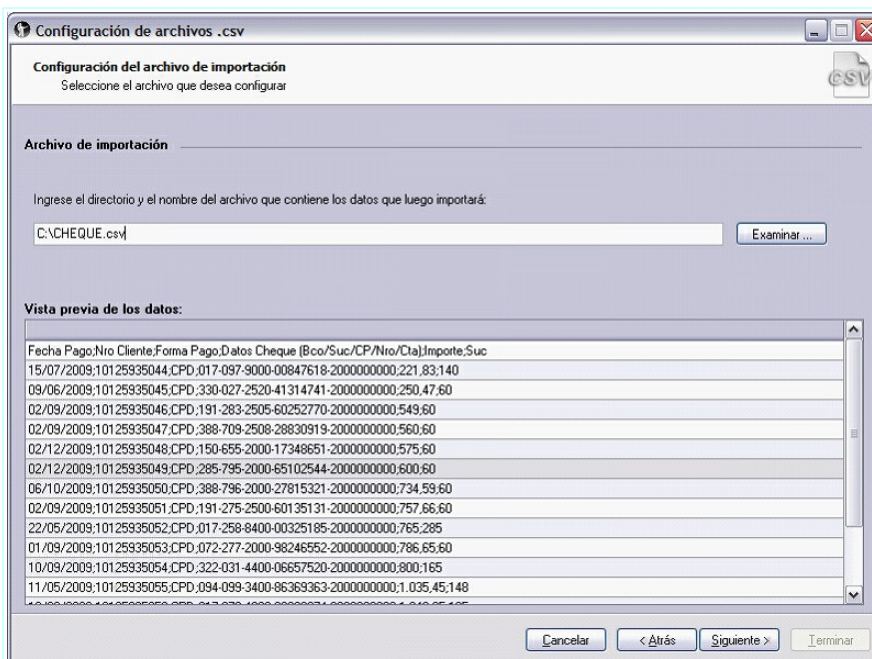 Configuración de archivos .csv
Configuración del archivo de importación
Seleccione el archivo que desea configurar
CSV
Archivo de importación
Ingrese el directorio y el nombre del archivo que contiene los datos que luego importará:
C:\CHEQUE.csv
Examinar ...
Vista previa de los datos:
Fecha Pago;Nro Cliente;Forma Pago;Datos Cheque (Bco/Suc/CP/Nro/Cta);Importe;Suc
15/07/2009;10125935044;CPD;017-097-9000-00847618-2000000000;221,83;140
09/06/2009;10125935045;CPD;330-027-2520-41314741-2000000000;250,47;60
02/09/2009;10125935046;CPD;191-283-2505-60252770-2000000000;549;60
02/09/2009;10125935047;CPD;388-709-2508-28830919-2000000000;560;60
02/12/2009;10125935048;CPD;150-655-2000-17348651-2000000000;575;60
02/12/2009;10125935049;CPD;285-795-2000-65102544-2000000000;600;60
06/10/2009;10125935050;CPD;388-796-2000-27815321-2000000000;734,59;60
02/09/2009;10125935051;CPD;191-275-2500-60135131-2000000000;757,66;60
22/05/2009;10125935052;CPD;017-258-8400-00325185-2000000000;765;285
01/09/2009;10125935053;CPD;072-277-2000-98246552-2000000000;786,65;60
10/09/2009;10125935054;CPD;322-031-4400-06657520-2000000000;800;165
11/05/2009;10125935055;CPD;094-099-3400-86369363-2000000000;1.035,45;148
Cancelar
< Atrás
Siguiente >
Terminar